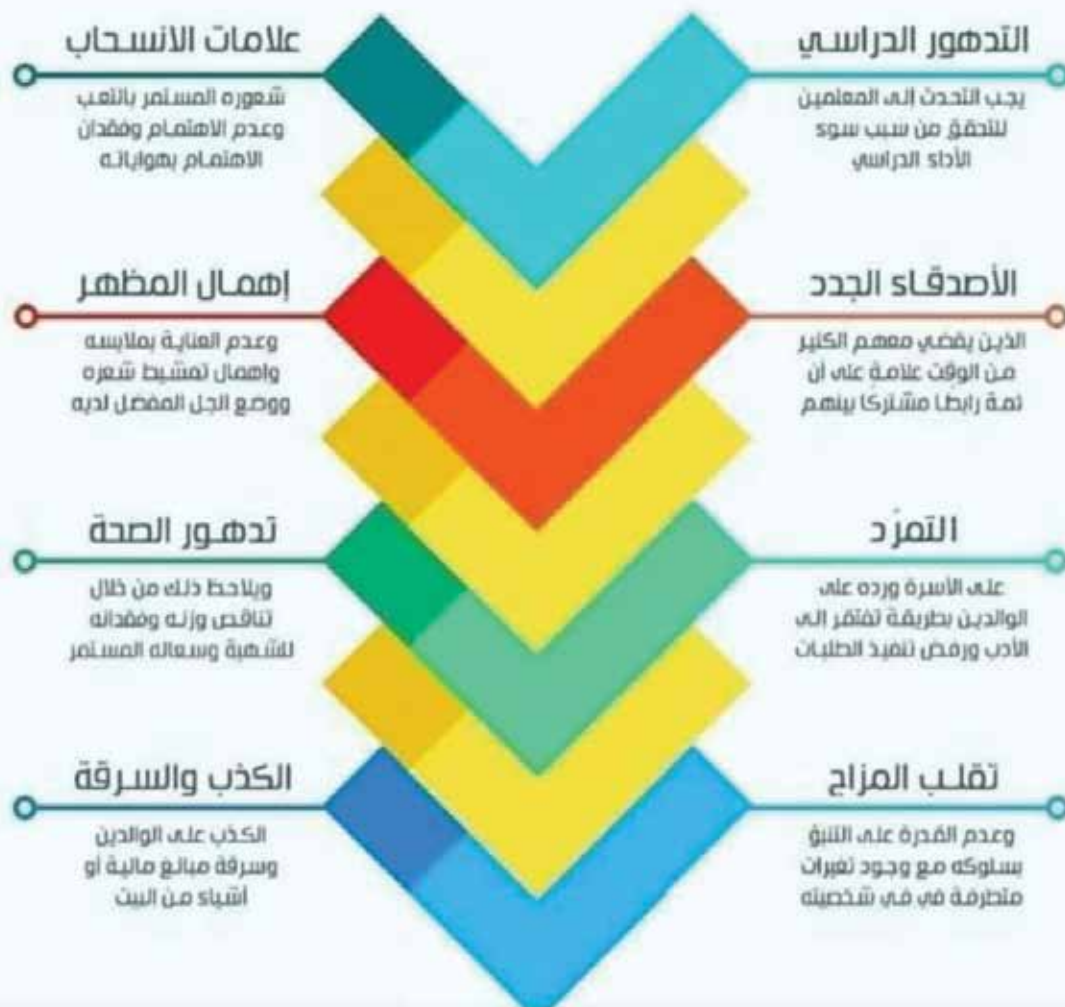 التدهور الدراسي
يجب التحدث إلى المعلمين
للتحقق من سبب سوء
الأداء الدراسي
علامات الانسحاب
شعوره المستمر بالتعب
وعدم الاهتمام وفقدان
الاهتمام بهواياته
الأصدقاء الجدد
الذين يقضي معهم الكثير
من الوقت علامة على أن
ثمة رابطا مشتركا بينهم
إهمال المظهر
وعدم العناية بملابسه
واهمال تمشيط شعره
ووضع الجل المفضل لديه
التمرّد
على الأسرة ورده على
الوالدين بطريقة تفتقر إلى
الأدب ورفض تنفيذ الطلبات
تدهور الصحة
ويلاحظ ذلك من خلال
تناقص وزنه وفقدانه
للشهية وسعاله المستمر
تقلب المزاج
وعدم القدرة على التنبؤ
بسلوكه مع وجود تغيرات
متطرفة في في شخصيته
الكذب والسرقة
الكذب على الوالدين
وسرقة مبالغ مالية أو
أشياء من البيت